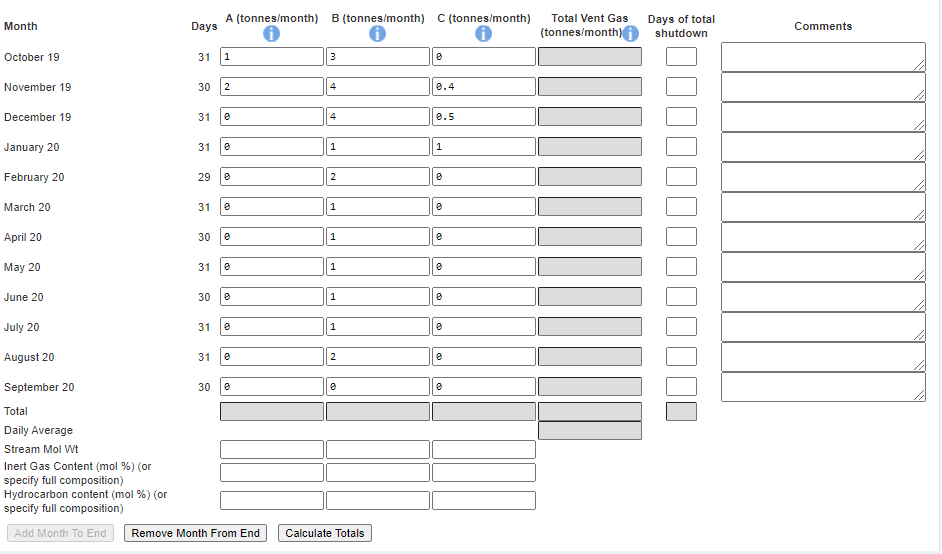 Month Days A (tonnes/month) B (tonnes/month) C (tonnes/month) Total Vent Gas (tonnes/month) Days of total shutdown Comments
i i i i
October 19 31 1 3 0
November 19 30 2 4 0.4
December 19 31 0 4 0.5
January 20 31 0 1 1
February 20 29 0 2 0
March 20 31 0 1 0
April 20 30 0 1 0
May 20 31 0 1 0
June 20 30 0 1 0
July 20 31 0 1 0
August 20 31 0 2 0
September 20 30 0 0 0
Total
Daily Average
Stream Mol Wt
Inert Gas Content (mol %) (or
specify full composition)
Hydrocarbon content (mol %) (or
specify full composition)
Add Month To End Remove Month From End Calculate Totals